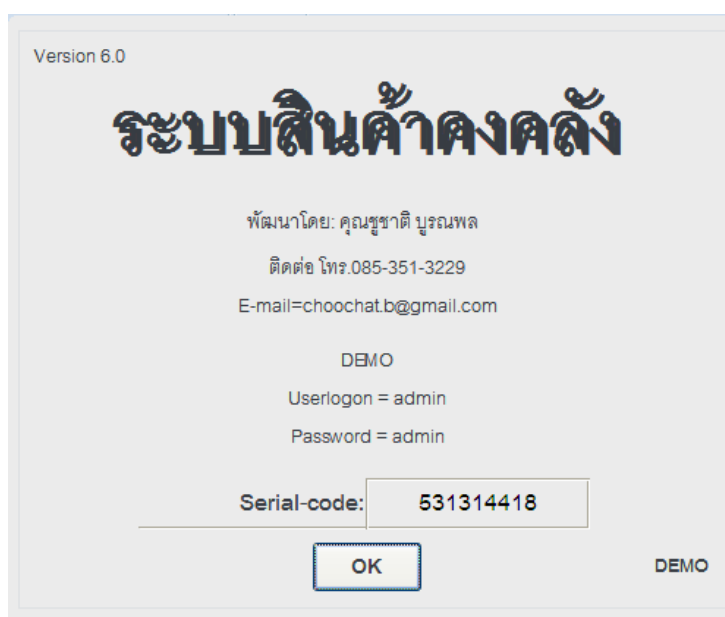 Version 6.0
ระบบสินค้าคงคลัง
พัฒนาโดย: คุณชูชาติ บูรณพล
ติดต่อ โทร.085-351-3229
E-mail=choochat.b@gmail.com
DEMO
Userlogon = admin
Password = admin
Serial-code: 531314418
OK
DEMO